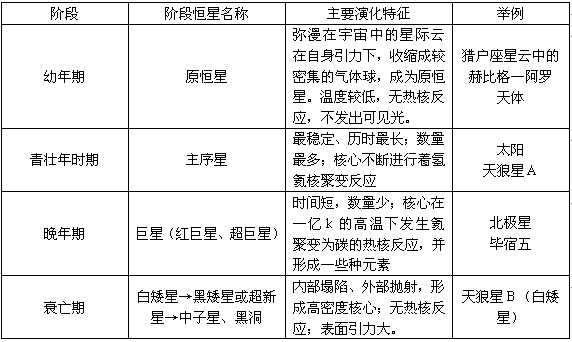 阶段 阶段恒星名称 主要演化特征 举例
幼年期
原恒星
弥漫在宇宙中的星际云
在自身引力下，收缩成较
密集的气体球，成为原恒
星。温度较低，无热核反
应，不发出可见光。
猎户座星云中的
赫比格一阿罗
天体
青壮年时期
主序星
最稳定、历时最长；数量
最多；核心不断进行着氢
氦核聚变反应
太阳
天狼星A
晚年期
巨星（红巨星、超巨星）
时间短，数量少；核心在
一亿k的高温下发生氦
聚变为碳的热核反应，并
形成一些种元素
北极星
毕宿五
衰亡期
白矮星→黑矮星或超新
星→中子星、黑洞
内部塌陷、外部抛射，形
成高密度核心；无热核反
应；表面引力大。
天狼星B（白矮
星）